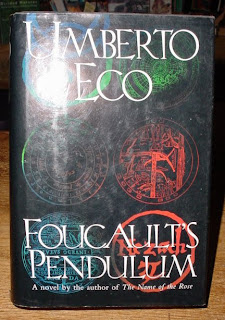 UMBERTO
ECO
FOUCAULT'S
PENDULUM
A novel by the author of The Name of the Rose